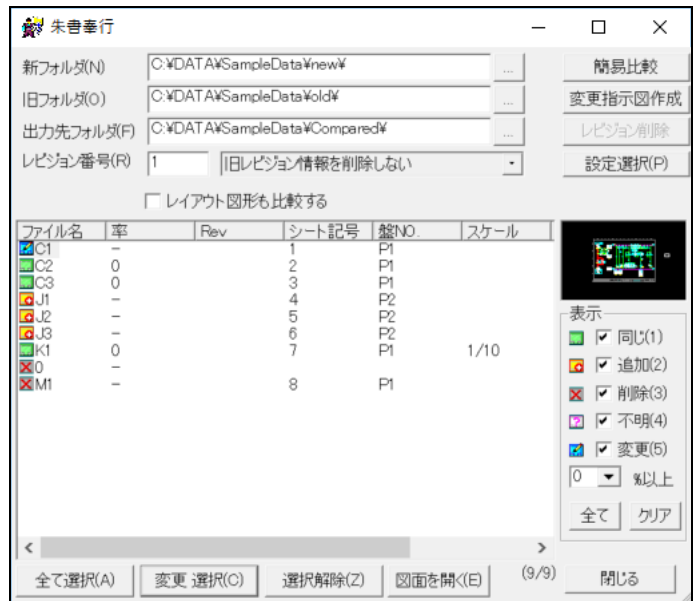 朱書奉行
新フォルダ(N) C:¥DATA¥SampleData¥new¥ ... 簡易比較
旧フォルダ(O) C:¥DATA¥SampleData¥old¥ ... 変更指示図作成
出力先フォルダ(F) C:¥DATA¥SampleData¥Compared¥ ... レビジョン削除
レビジョン番号(R) 1 旧レビジョン情報を削除しない 設定選択(P)
レイアウト図形も比較する
ファイル名 率 Rev シート記号 盤NO. スケール
C1 − 1 P1
C2 0 2 P1
C3 0 3 P1
J1 − 4 P2
J2 − 5 P2
J3 − 6 P2
K1 0 7 P1 1/10
0 −
M1 − 8 P1
表示
同じ(1)
追加(2)
削除(3)
不明(4)
変更(5)
0 %以上
全て クリア
全て選択(A) 変更 選択(C) 選択解除(Z) 図面を開く(E) (9/9) 閉じる